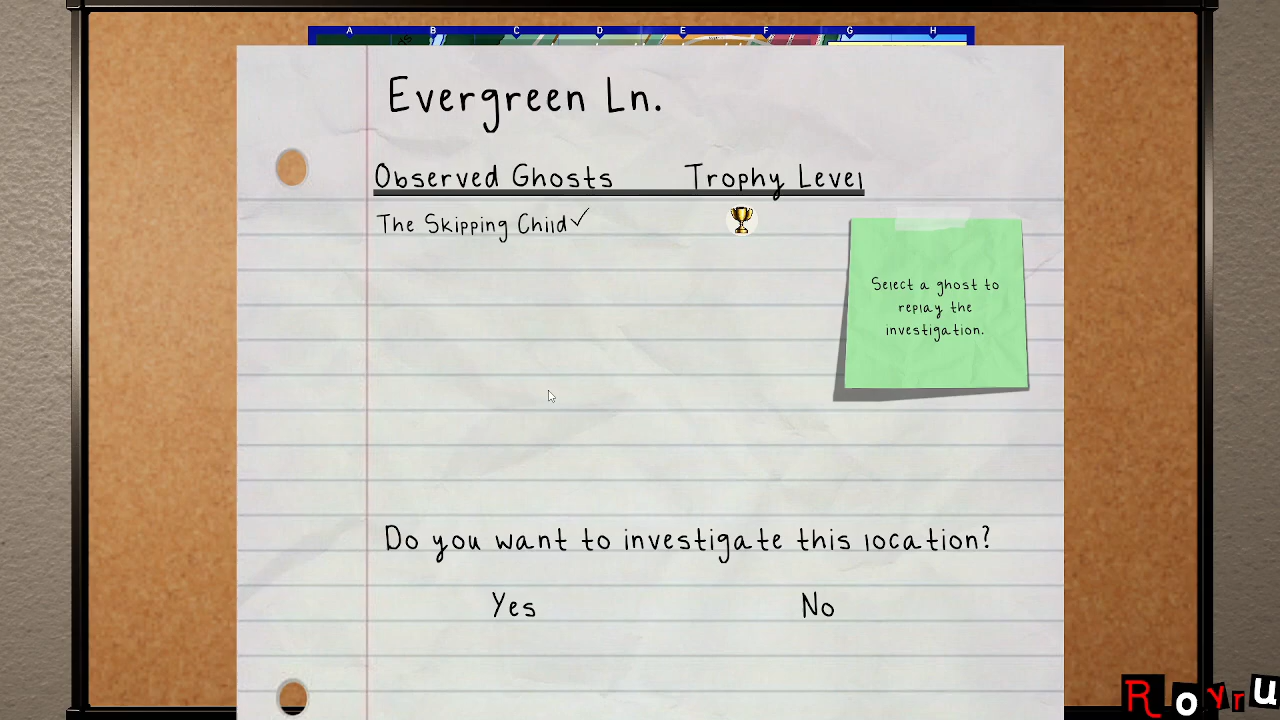 A B C D E F G H
Evergreen Ln.
Observed Ghosts Trophy Level
The Skipping Child✓
Select a ghost to
replay the
investigation.
Do you want to investigate this location?
Yes No
Royru